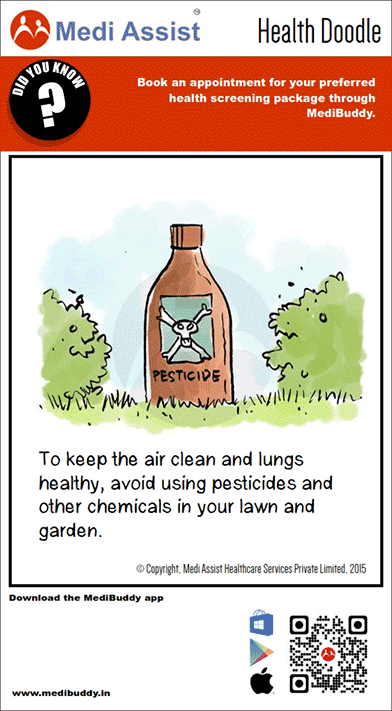 Medi Assist
Health Doodle
DID YOU KNOW
?
Book an appointment for your preferred
health screening package through
MediBuddy.
PESTICIDE
To keep the air clean and lungs
healthy, avoid using pesticides and
other chemicals in your lawn and
garden.
© Copyright, Medi Assist Healthcare Services Private Limited, 2015
Download the MediBuddy app
www.medibuddy.in